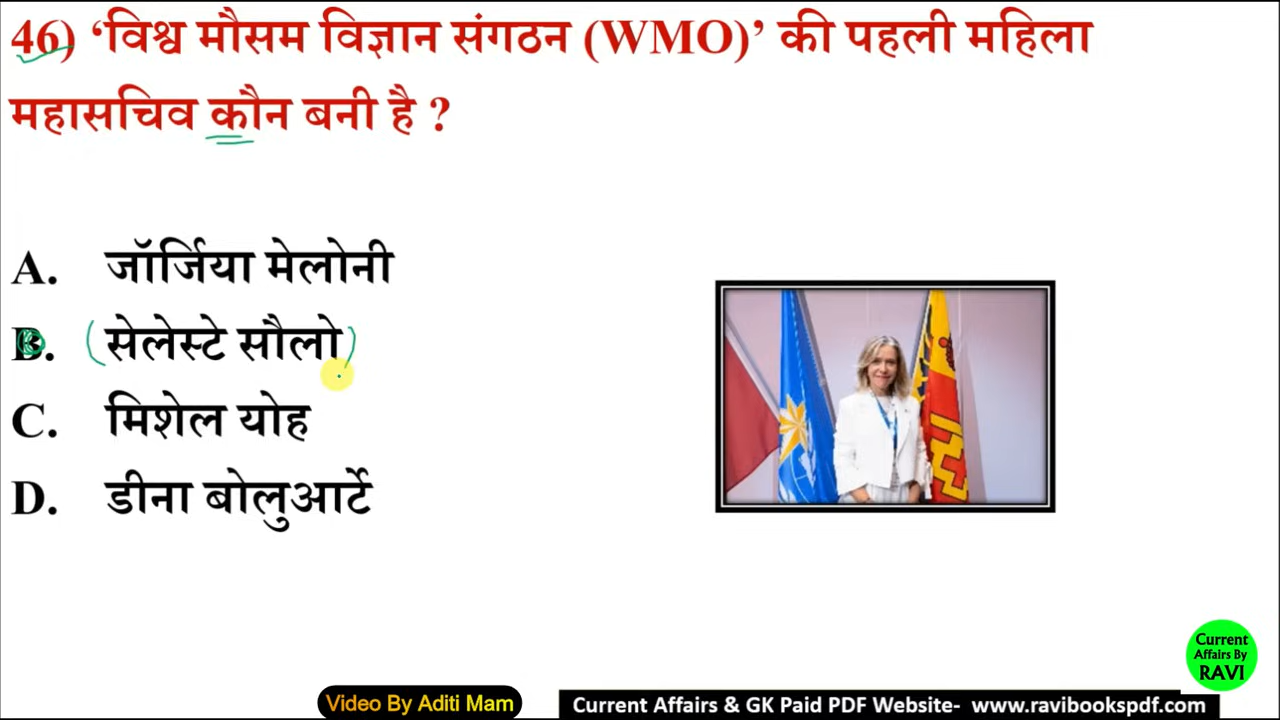 46) ‘विश्व मौसम विज्ञान संगठन (WMO)’ की पहली महिला
महासचिव कौन बनी है ?
A. जॉर्जिया मेलोनी
B. (सेलेस्टे सौलो)
C. मिशेल योह
D. डीना बोलुआर्टे
Current
Affairs By
RAVI
Video By Aditi Mam
Current Affairs & GK Paid PDF Website- www.ravibookspdf.com